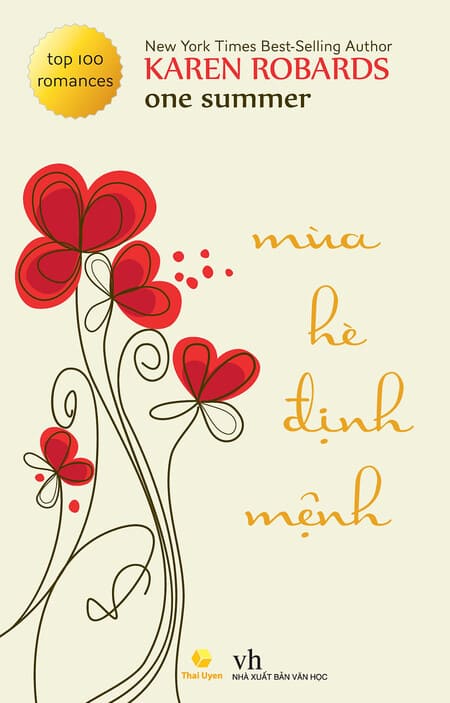 top 100
romances
New York Times Best-Selling Author
KAREN ROBARDS
one summer
mùa
hè
định
mệnh
Thai Uyen
vh
NHÀ XUẤT BẢN VĂN HỌC